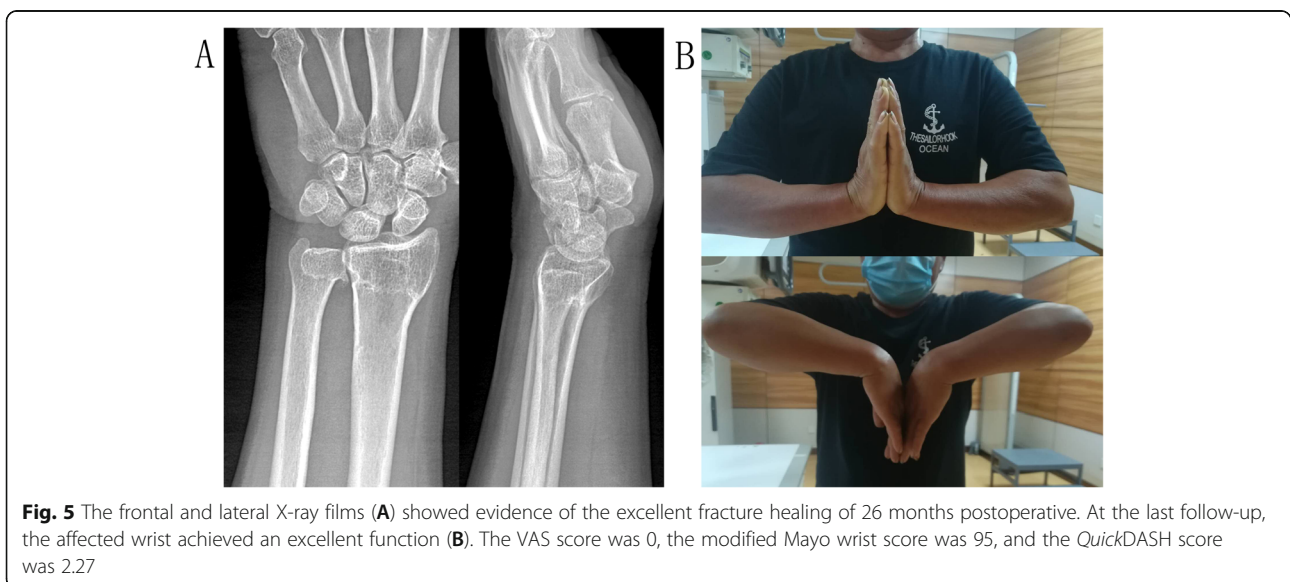 A
B
THESAILORHOOK
OCEAN
Fig. 5 The frontal and lateral X-ray films (A) showed evidence of the excellent fracture healing of 26 months postoperative. At the last follow-up,
the affected wrist achieved an excellent function (B). The VAS score was 0, the modified Mayo wrist score was 95, and the QuickDASH score
was 2.27